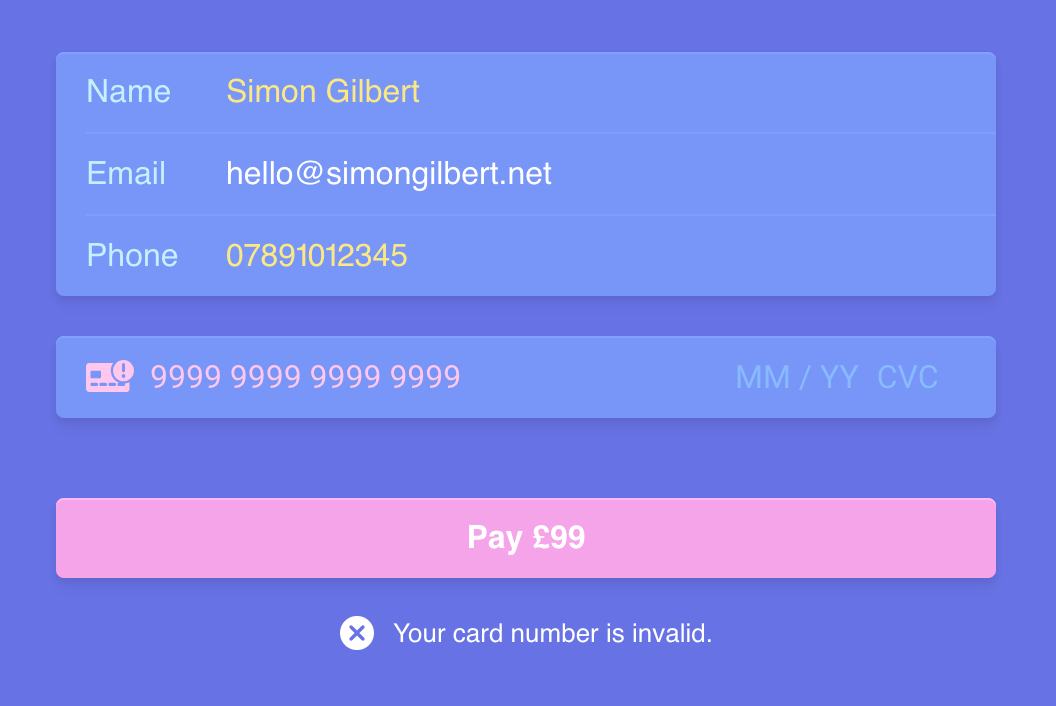 Name Simon Gilbert
Email hello@simongilbert.net
Phone 07891012345
9999 9999 9999 9999 MM / YY CVC
Pay £99
Your card number is invalid.